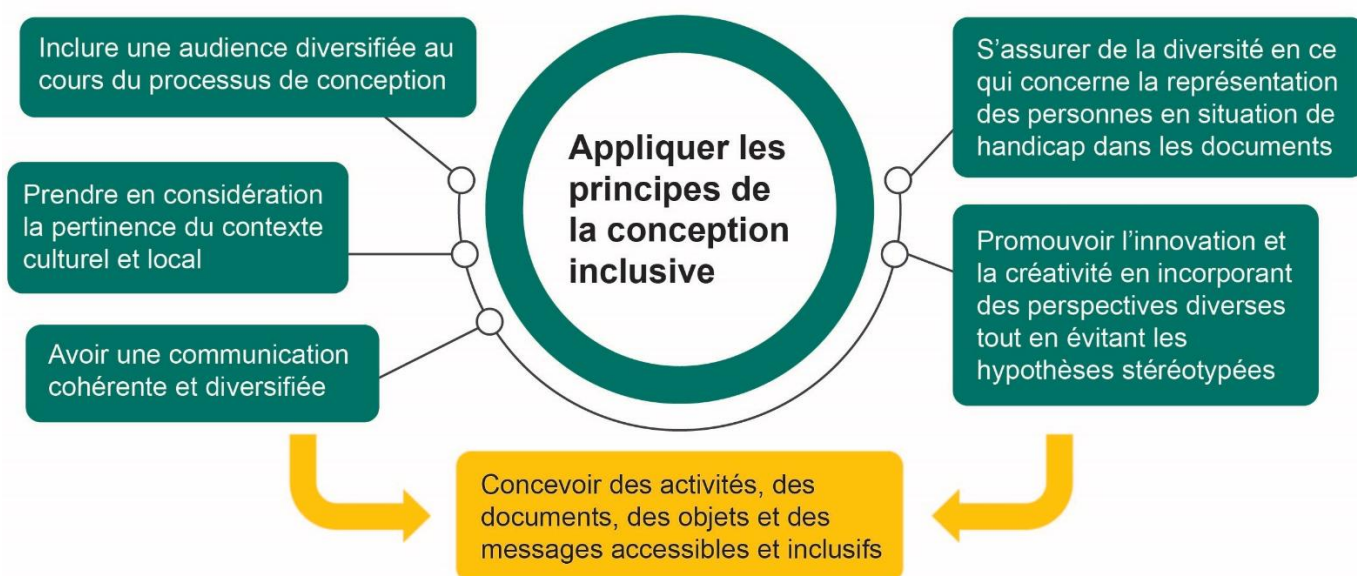 Inclure une audience diversifiée au
cours du processus de conception
Prendre en considération
la pertinence du contexte
culturel et local
Avoir une communication
cohérente et diversifiée
Appliquer les
principes de
la conception
inclusive
S’assurer de la diversité en ce
qui concerne la représentation
des personnes en situation de
handicap dans les documents
Promouvoir l’innovation et
la créativité en incorporant
des perspectives diverses
tout en évitant les
hypothèses stéréotypées
Concevoir des activités, des
documents, des objets et des
messages accessibles et inclusifs